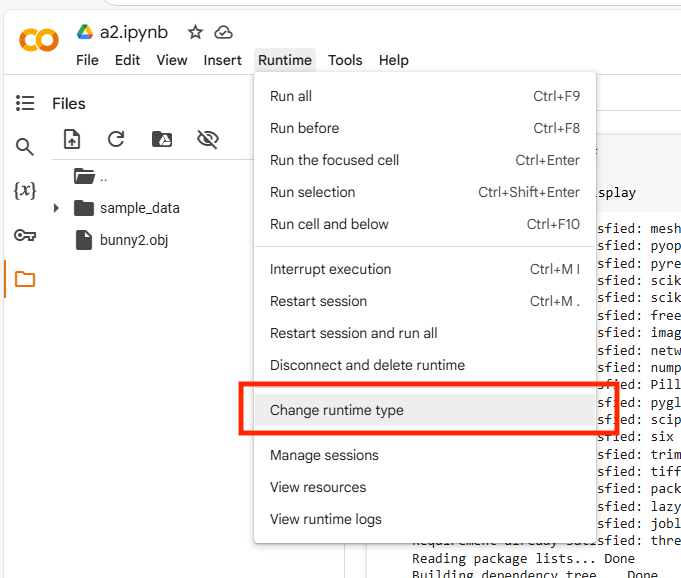 a2.ipynb
File Edit View Insert Runtime Tools Help
Files
{x}
..
sample_data
bunny2.obj
Run all Ctrl+F9
Run before Ctrl+F8
Run the focused cell Ctrl+Enter
Run selection Ctrl+Shift+Enter
Run cell and below Ctrl+F10
Interrupt execution Ctrl+M I
Restart session Ctrl+M .
Restart session and run all
Disconnect and delete runtime
Change runtime type
Manage sessions
View resources
View runtime logs
splay
sfied: mesh
sfied: pyop
sfied: pyre
sfied: scik
sfied: scik
sfied: free
sfied: imag
sfied: netw
sfied: nump
sfied: Pill
sfied: pygl
sfied: scip
sfied: six
sfied: trim
sfied: tiff
sfied: pack
sfied: lazy
sfied: jobl
Requirement already satisfied: thre
Reading package lists... Done
Building dependency tree... Done